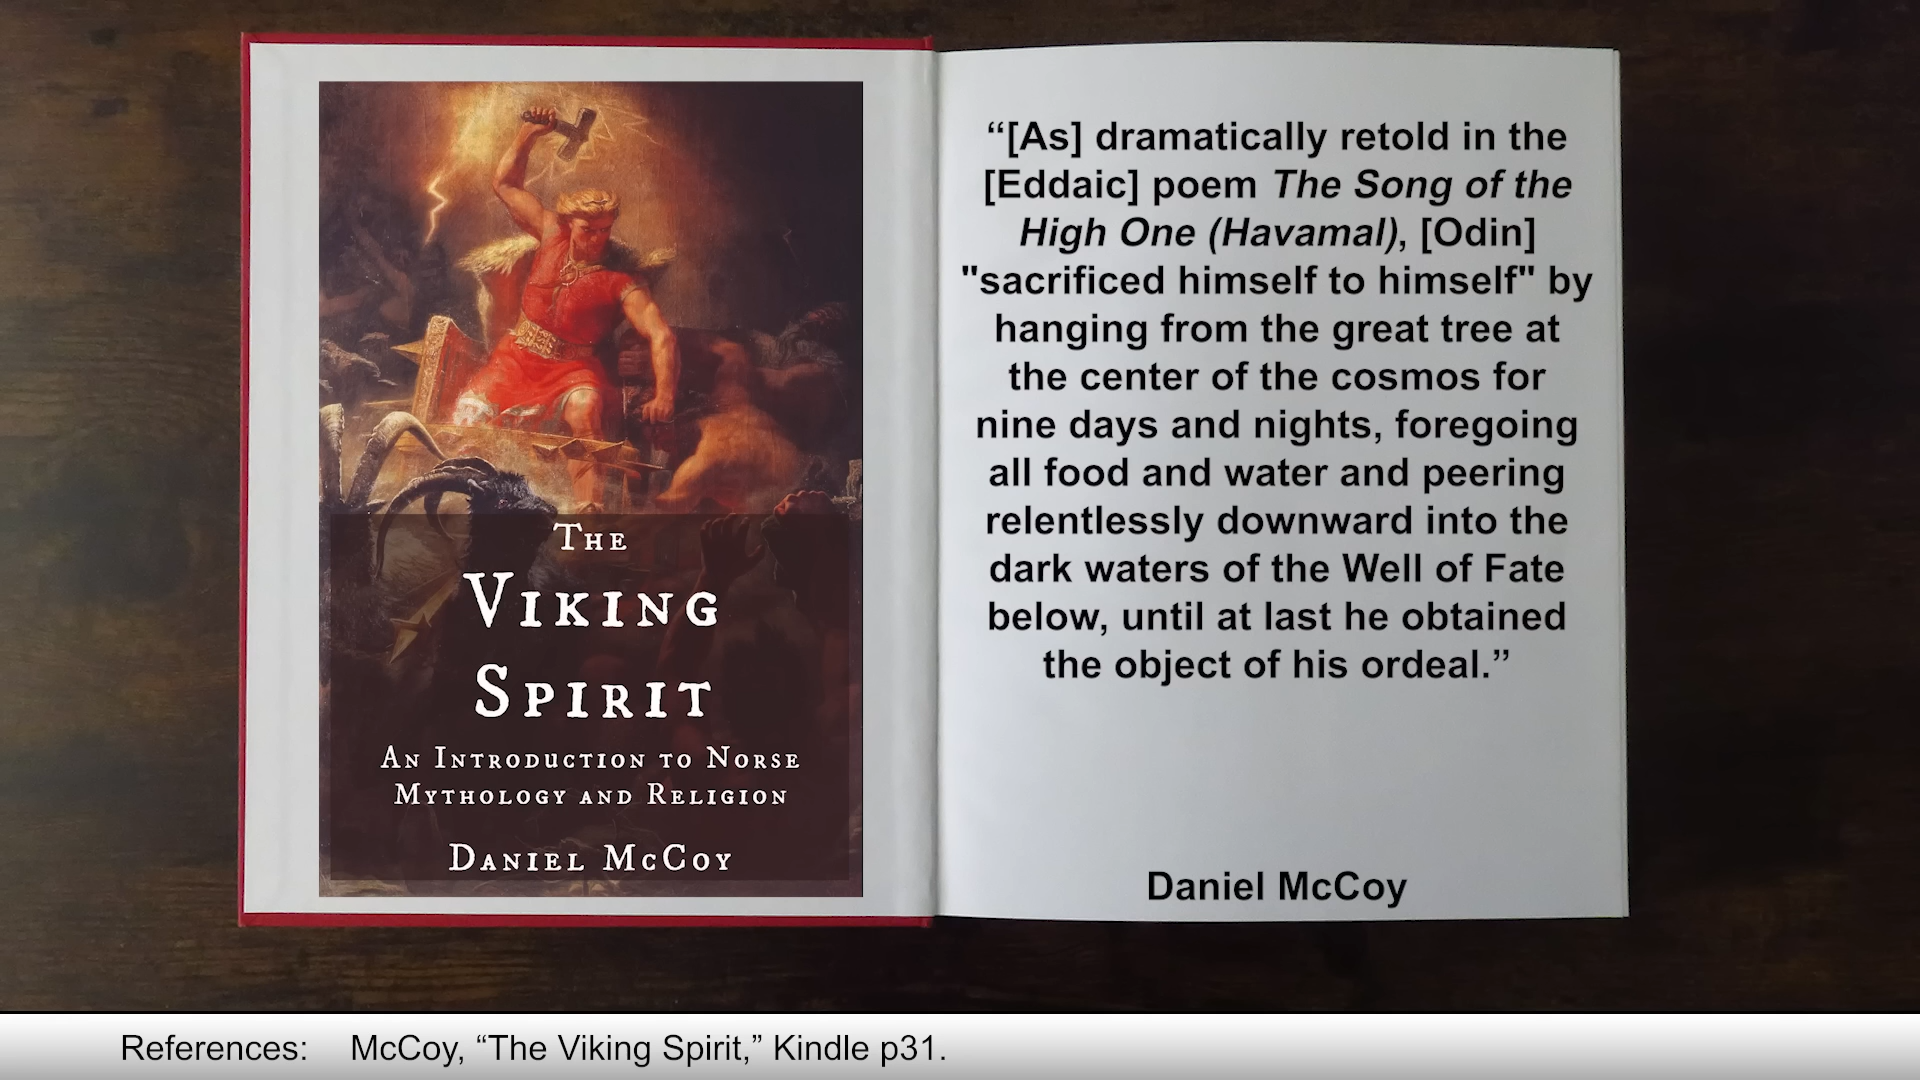 The
Viking
Spirit
An Introduction to Norse
Mythology and Religion
Daniel McCoy
“[As] dramatically retold in the
[Eddaic] poem The Song of the
High One (Havamal), [Odin]
"sacrificed himself to himself" by
hanging from the great tree at
the center of the cosmos for
nine days and nights, foregoing
all food and water and peering
relentlessly downward into the
dark waters of the Well of Fate
below, until at last he obtained
the object of his ordeal.”
Daniel McCoy
References: McCoy, “The Viking Spirit,” Kindle p31.